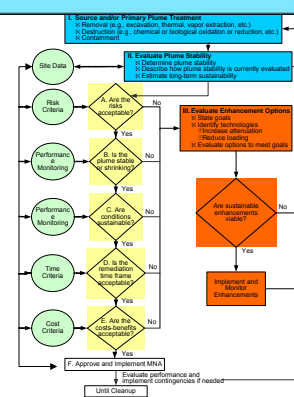 I. Source and/or Primary Plume Treatment
Removal (e.g., excavation, thermal, vapor extraction, etc.)
Destruction (e.g., chemical or biological oxidation or reduction, etc.)
Containment
II. Evaluate Plume Stability
Determine plume stability
Describe how plume stability is currently evaluated
Estimate long-term sustainability
Site Data
Risk
Criteria
A. Are the
risks
acceptable?
No
Yes
III. Evaluate Enhancement Options
State goals
Identify technologies
Increase attenuation
Reduce loading
Evaluate options to meet goals
Performanc
e
Monitoring
B. Is the
plume stable
or shrinking?
No
Yes
Performanc
e
Monitoring
C. Are
conditions
sustainable?
No
Yes
Are sustainable
enhancements
viable?
No
Yes
Time
Criteria
D. Is the
remediation
time frame
acceptable?
No
Yes
Implement and
Monitor
Enhancements
Cost
Criteria
E. Are the
costs-benefits
acceptable?
No
Yes
F. Approve and Implement MNA
Evaluate performance and
implement contingencies if needed
Until Cleanup